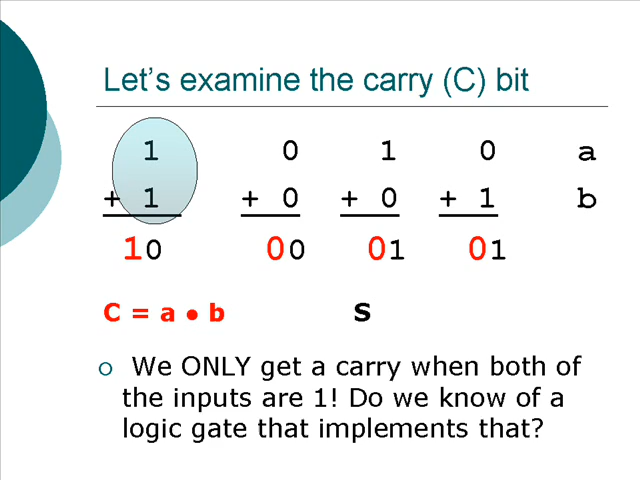 Let's examine the carry (C) bit
1 0 1 0 a
+ 1 + 0 + 0 + 1 b
10 00 01 01
C = a • b S
We ONLY get a carry when both of
the inputs are 1! Do we know of a
logic gate that implements that?